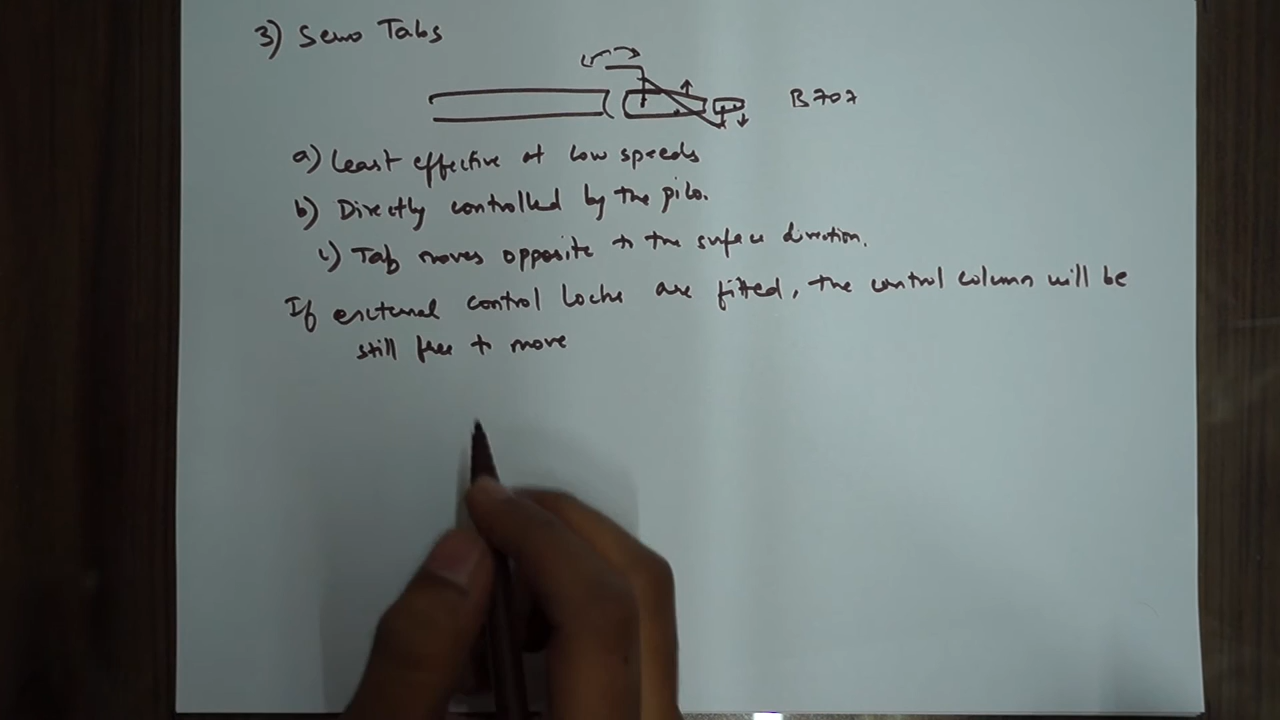 3) Servo Tabs
B707
a) Least effective at low speeds
b) Directly controlled by the pilo.
c) Tab moves opposite to the surface direction.
If external control Locks are fitted, the control column will be
still free to move